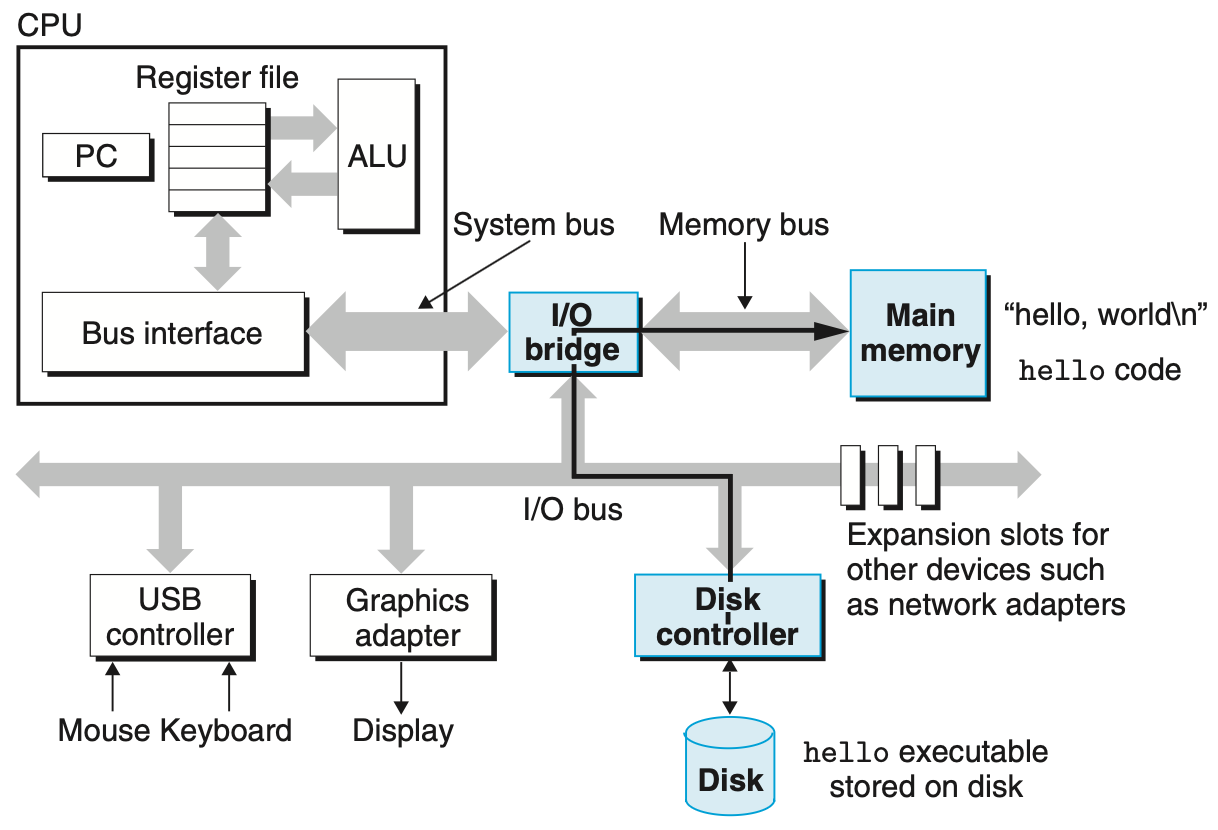 CPU
Register file
PC
ALU
System bus
Memory bus
Bus interface
I/O
bridge
Main
memory
“hello, world\n”
hello code
I/O bus
Expansion slots for
other devices such
as network adapters
USB
controller
Graphics
adapter
Disk
controller
Mouse Keyboard
Display
Disk
hello executable
stored on disk